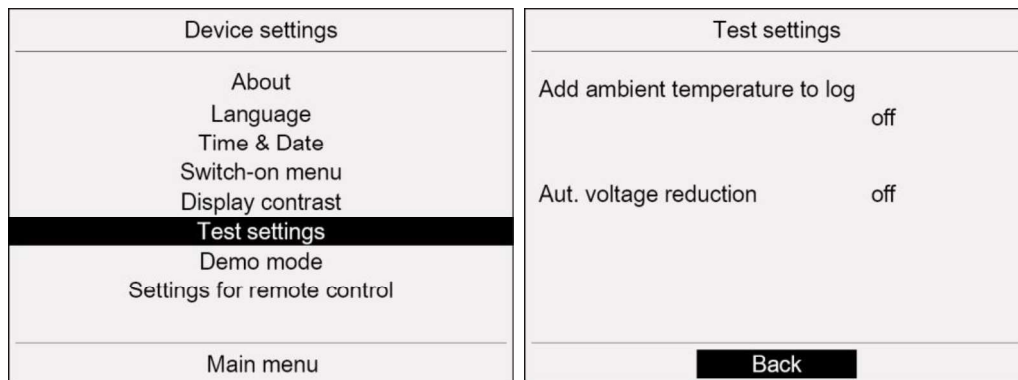 Device settings
About
Language
Time & Date
Switch-on menu
Display contrast
Test settings
Demo mode
Settings for remote control
Main menu
Test settings
Add ambient temperature to log
off
Aut. voltage reduction off
Back